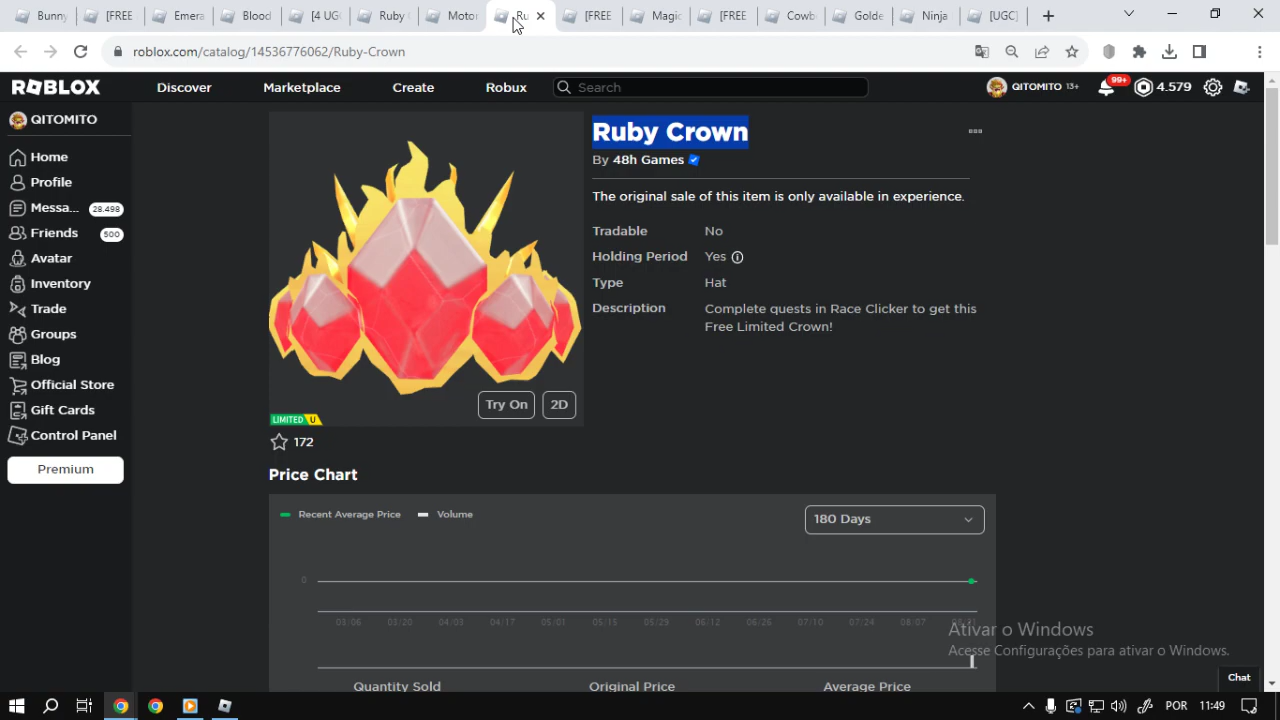 Bunny
[FREE
Emera
Blood
[4 UG
Ruby
Motor
Ru
[FREE
Magic
[FREE
Cowb
Golde
Ninja
[UGC]
roblox.com/catalog/14536776062/Ruby-Crown
ROBLOX
Discover
Marketplace
Create
Robux
Search
QITOMITO 13+
99+
4.579
QITOMITO
Home
Profile
Messa... 28.498
Friends 500
Avatar
Inventory
Trade
Groups
Blog
Official Store
Gift Cards
Control Panel
Premium
Ruby Crown
By 48h Games
The original sale of this item is only available in experience.
Tradable No
Holding Period Yes
Type Hat
Description Complete quests in Race Clicker to get this
Free Limited Crown!
Try On
2D
LIMITED U
172
Price Chart
Recent Average Price
Volume
180 Days
0
03/06 03/20 04/03 04/17 05/01 05/15 05/29 06/12 06/26 07/10 07/24 08/07
Quantity Sold
Original Price
Average Price
Ativar o Windows
Acesse Configurações para ativar o Windows.
Chat
POR
11:49